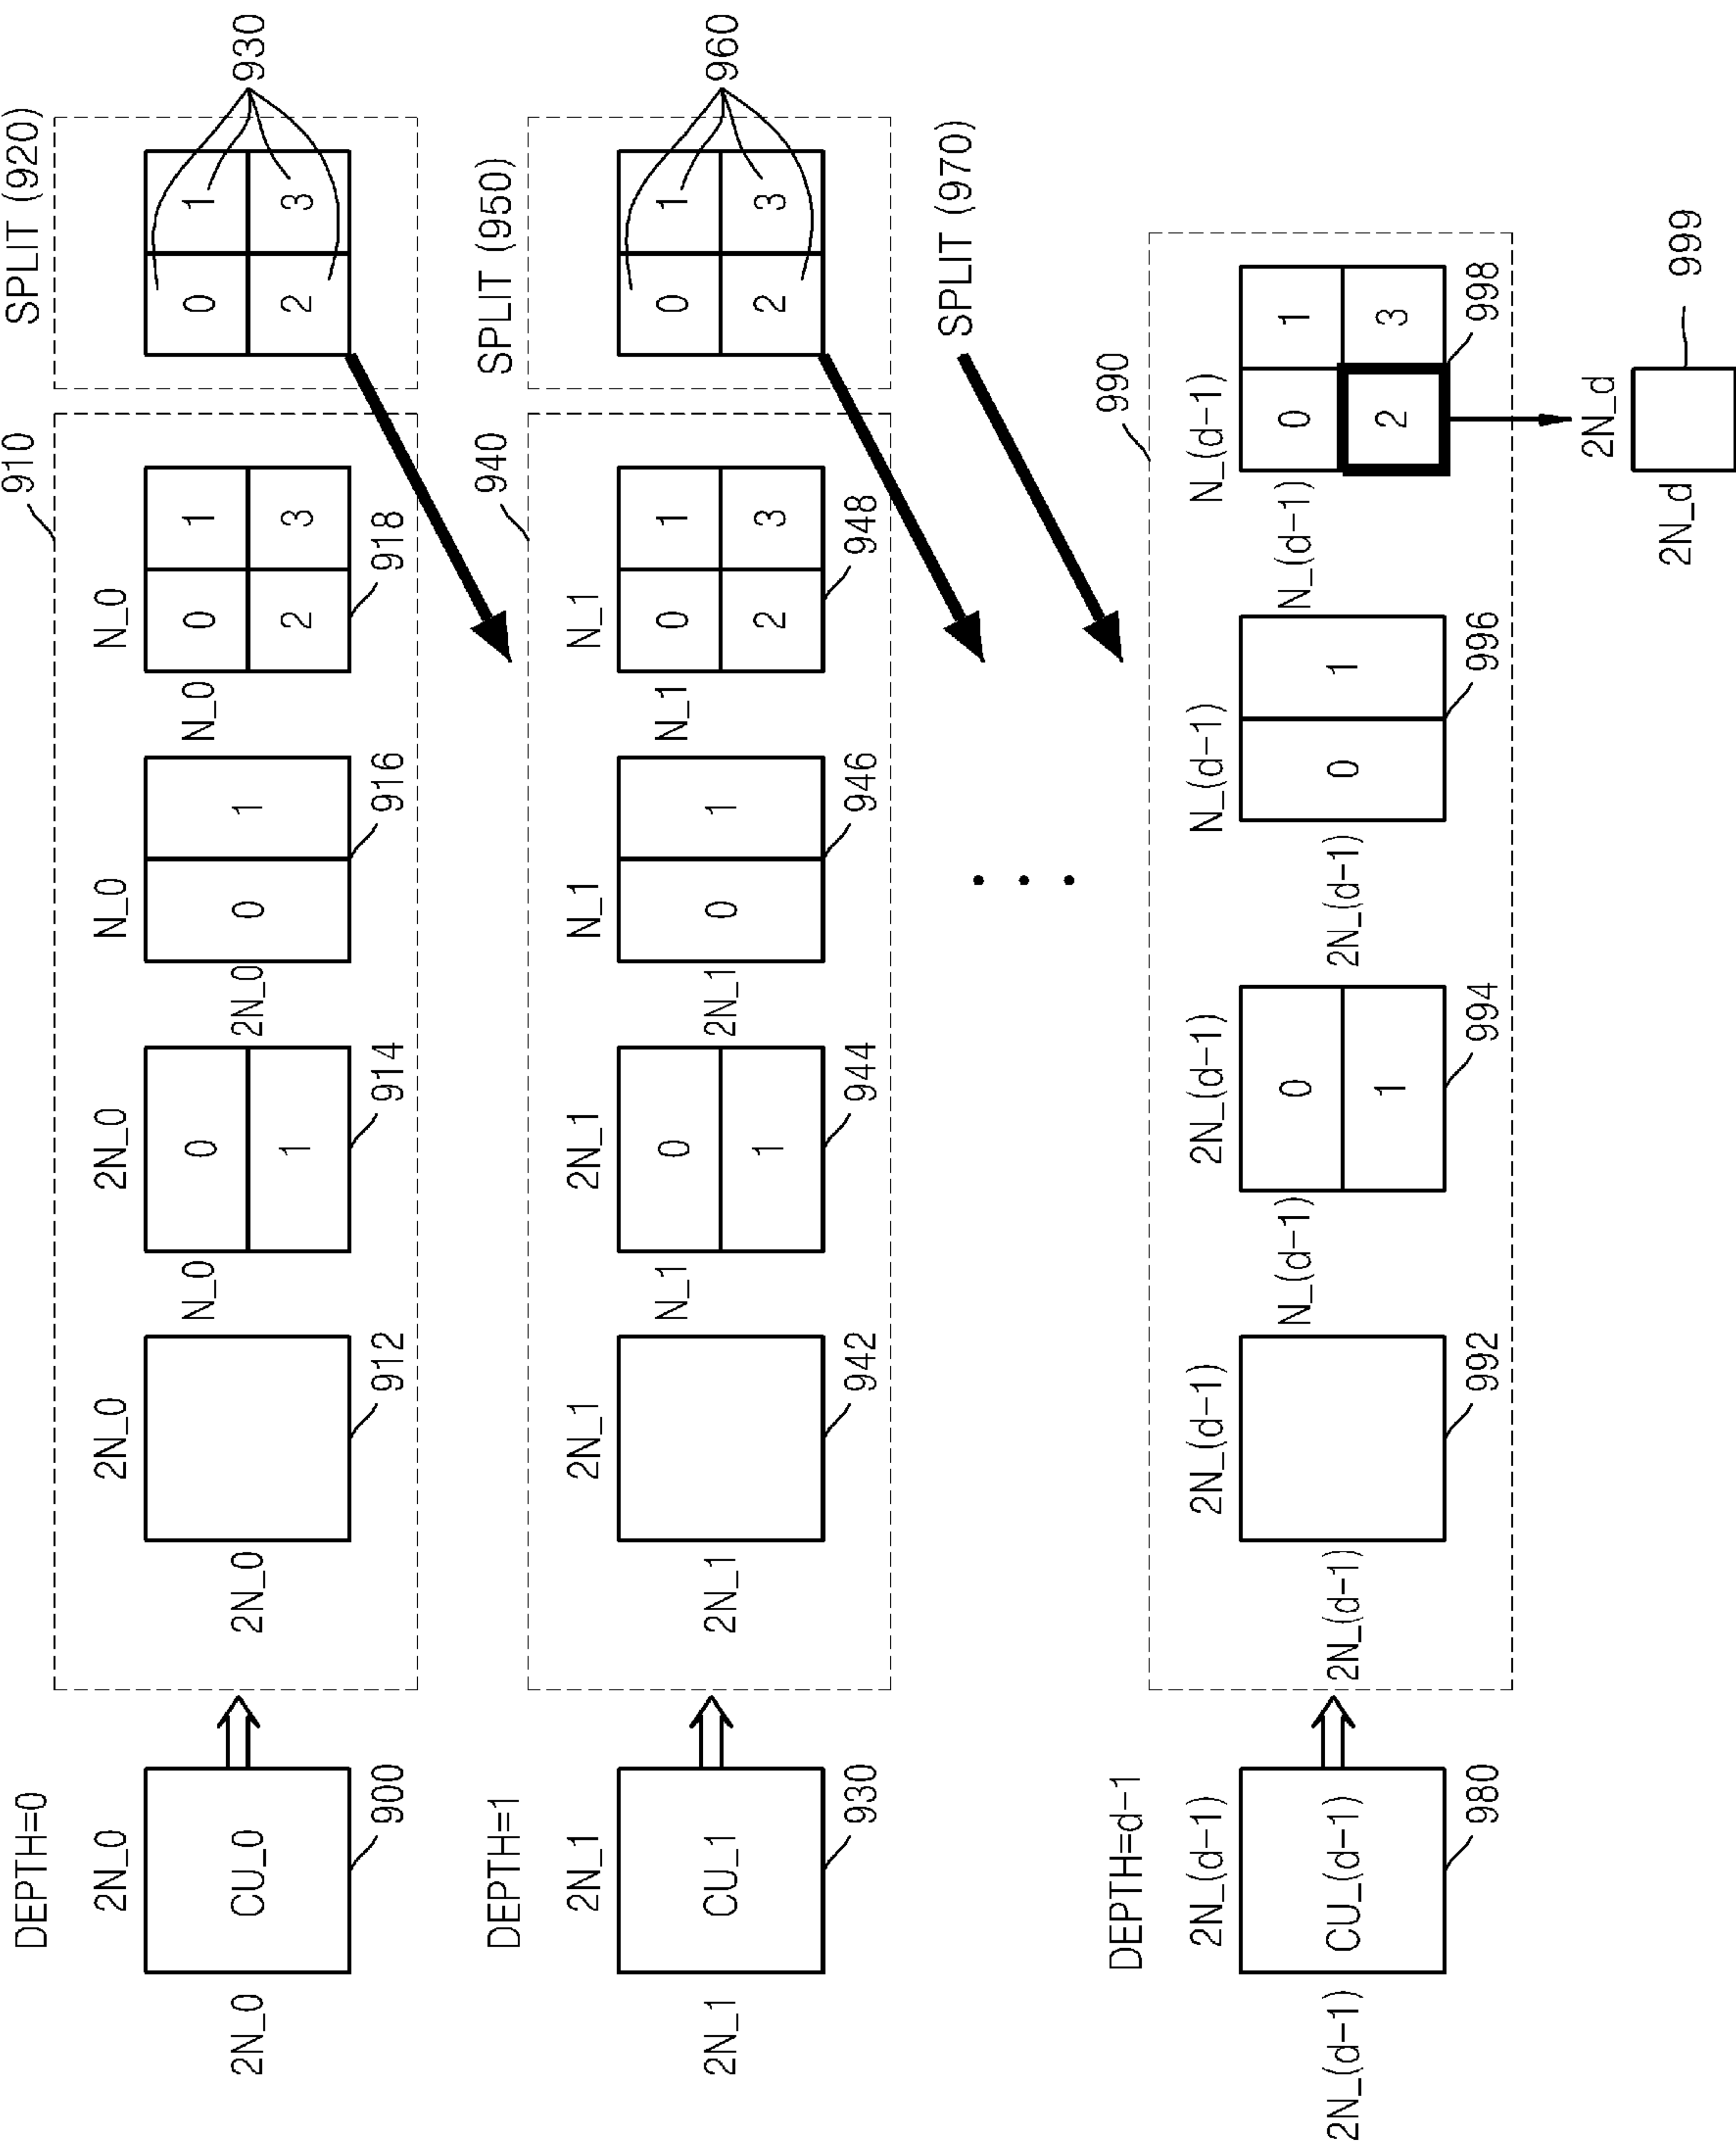 DEPTH=0
2N_0
2N_0
CU_0
900
910
2N_0
2N_0
912
2N_0
N_0
0
1
914
N_0
2N_0
0
1
916
N_0
N_0
0
1
2
3
918
SPLIT (920)
0
1
2
3
930
DEPTH=1
2N_1
2N_1
CU_1
930
940
2N_1
2N_1
942
2N_1
N_1
0
1
944
N_1
2N_1
0
1
946
N_1
N_1
0
1
2
3
948
SPLIT (950)
0
1
2
3
960
SPLIT (970)
DEPTH=d-1
2N_(d-1)
2N_(d-1)
CU_(d-1)
980
990
2N_(d-1)
2N_(d-1)
992
2N_(d-1)
N_(d-1)
0
1
994
N_(d-1)
2N_(d-1)
0
1
996
N_(d-1)
N_(d-1)
0
1
2
3
998
2N_d
2N_d
999